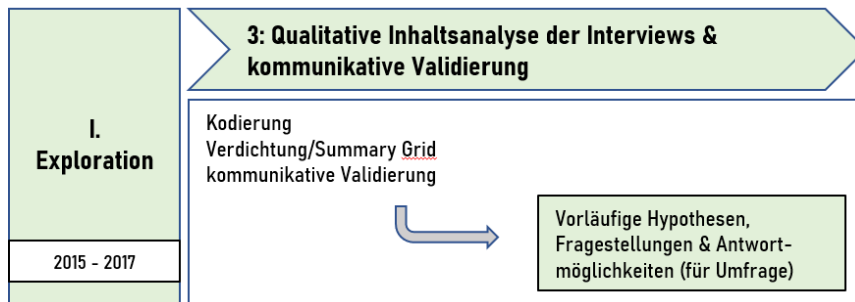 I.
Exploration
2015 - 2017
3: Qualitative Inhaltsanalyse der Interviews &
kommunikative Validierung
Kodierung
Verdichtung/Summary Grid
kommunikative Validierung
Vorläufige Hypothesen,
Fragestellungen & Antwort-
möglichkeiten (für Umfrage)